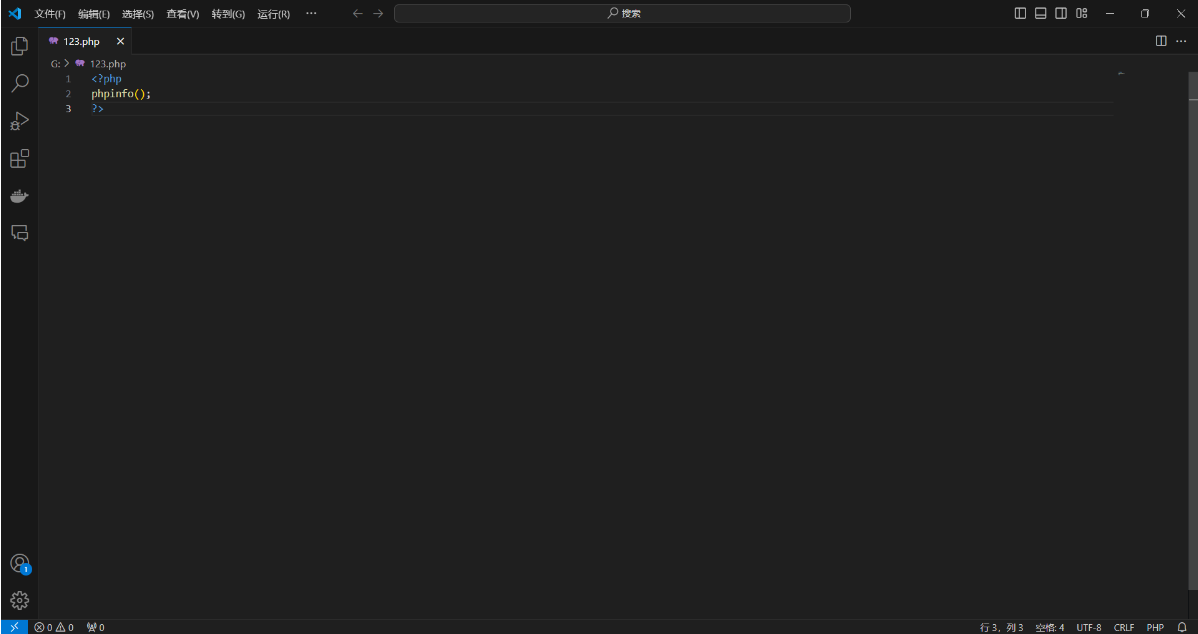 文件(F) 编辑(E) 选择(S) 查看(V) 转到(G) 运行(R) ··· 搜索
123.php
G: > 123.php
1 <?php
2 phpinfo();
3 ?>
1
0 0 0 行 3，列 3 空格: 4 UTF-8 CRLF PHP